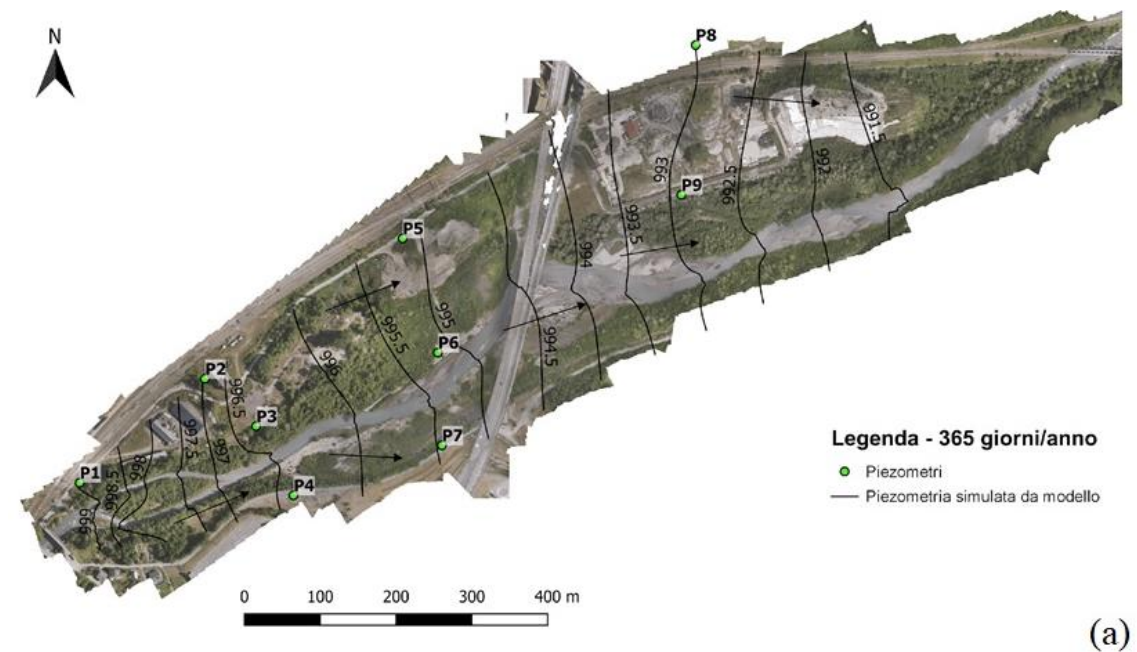 N
P8
991.5
993
992.5
992
P9
993.5
P5
994
995
995.5
994.5
P6
996
P2
996.5
P3
P7
997.5
997
P1
998
998.5
P4
999
Legenda - 365 giorni/anno
Piezometri
Piezometria simulata da modello
0 100 200 300 400 m
(a)